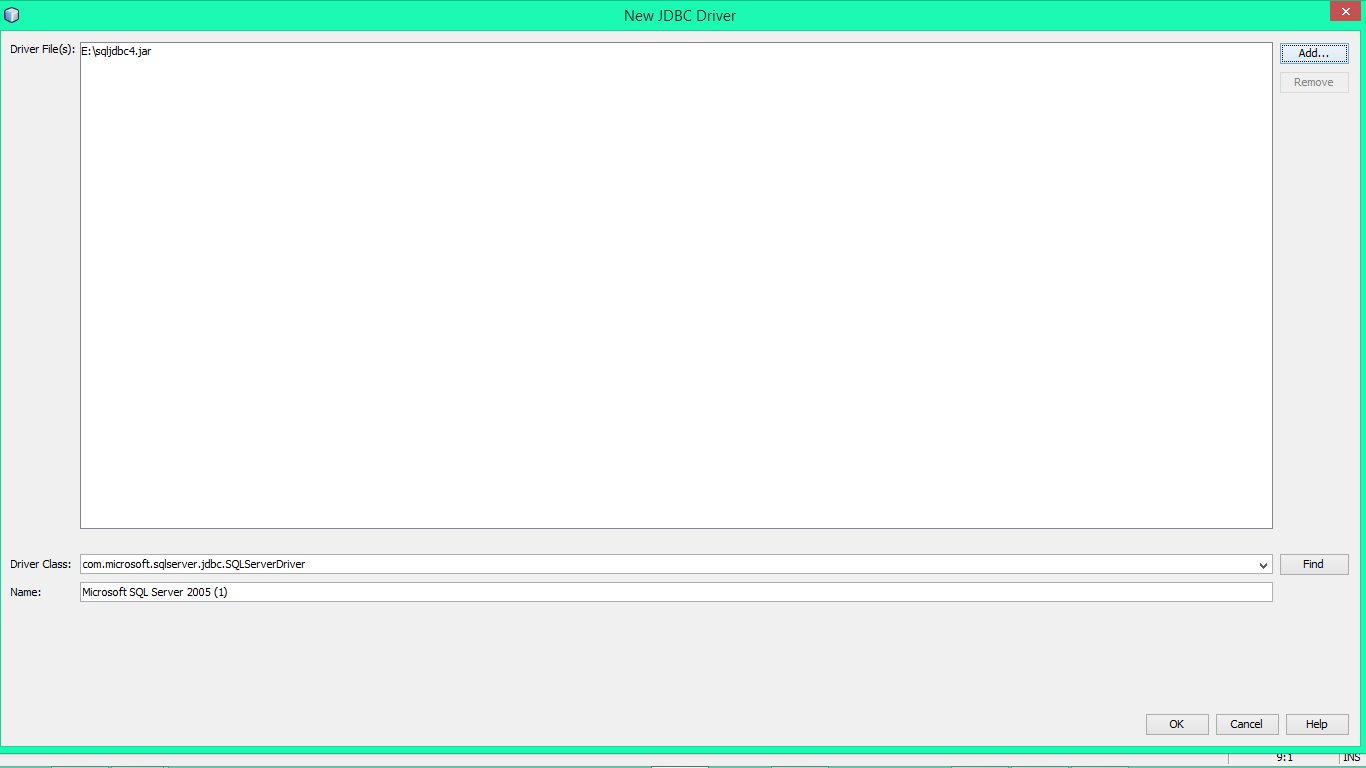 New JDBC Driver
Driver File(s):
E:\sqljdbc4.jar
Add...
Remove
Driver Class:
com.microsoft.sqlserver.jdbc.SQLServerDriver
Find
Name:
Microsoft SQL Server 2005 (1)
OK
Cancel
Help
9:1
INS